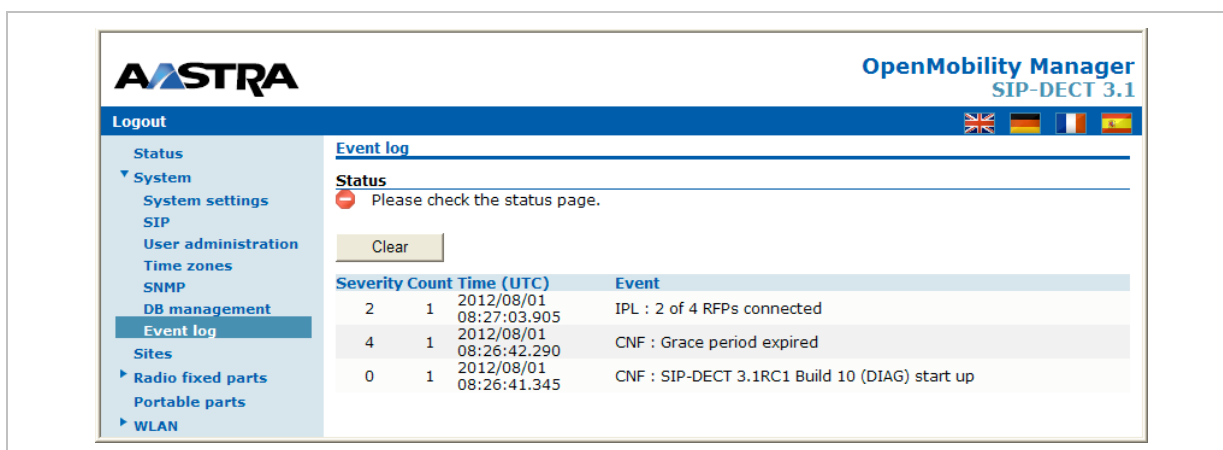 AASTRA
OpenMobility Manager
SIP-DECT 3.1
Logout
Status
System
System settings
SIP
User administration
Time zones
SNMP
DB management
Event log
Sites
Radio fixed parts
Portable parts
WLAN
Event log
Status
Please check the status page.
Clear
Severity Count Time (UTC) Event
2 1 2012/08/01 08:27:03.905 IPL : 2 of 4 RFPs connected
4 1 2012/08/01 08:26:42.290 CNF : Grace period expired
0 1 2012/08/01 08:26:41.345 CNF : SIP-DECT 3.1RC1 Build 10 (DIAG) start up